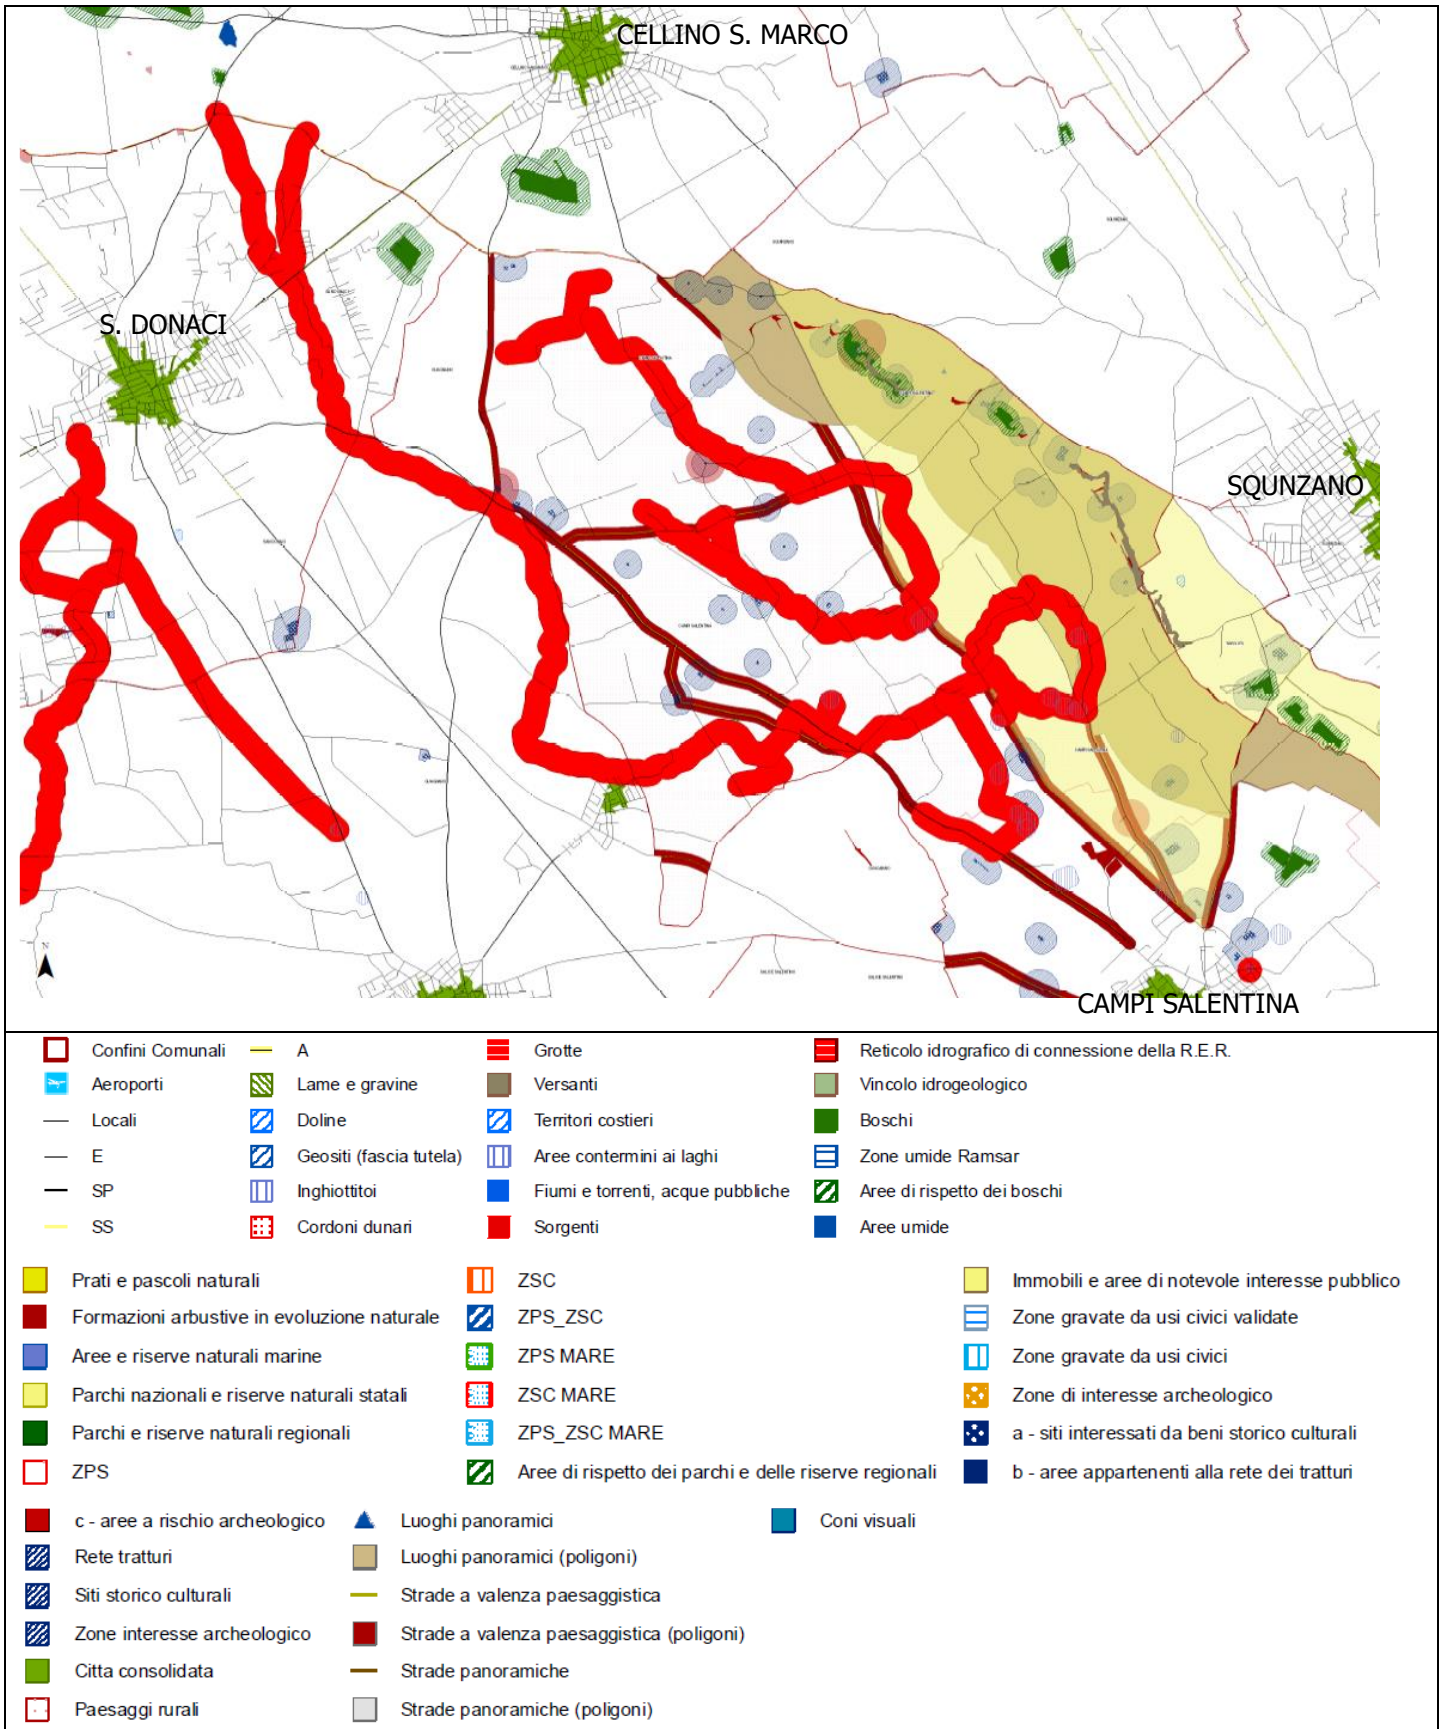 CELLINO S. MARCO
S. DONACI
SQUNZANO
CAMPI SALENTINA
N
Confini Comunali
A
Grotte
Reticolo idrografico di connessione della R.E.R.
Aeroporti
Lame e gravine
Versanti
Vincolo idrogeologico
Locali
Doline
Territori costieri
Boschi
E
Geositi (fascia tutela)
Aree contermini ai laghi
Zone umide Ramsar
SP
Inghiottitoi
Fiumi e torrenti, acque pubbliche
Aree di rispetto dei boschi
SS
Cordoni dunari
Sorgenti
Aree umide
Prati e pascoli naturali
ZSC
Immobili e aree di notevole interesse pubblico
Formazioni arbustive in evoluzione naturale
ZPS_ZSC
Zone gravate da usi civici validate
Aree e riserve naturali marine
ZPS MARE
Zone gravate da usi civici
Parchi nazionali e riserve naturali statali
ZSC MARE
Zone di interesse archeologico
Parchi e riserve naturali regionali
ZPS_ZSC MARE
a - siti interessati da beni storico culturali
ZPS
Aree di rispetto dei parchi e delle riserve regionali
b - aree appartenenti alla rete dei tratturi
c - aree a rischio archeologico
Luoghi panoramici
Coni visuali
Rete tratturi
Luoghi panoramici (poligoni)
Siti storico culturali
Strade a valenza paesaggistica
Zone interesse archeologico
Strade a valenza paesaggistica (poligoni)
Citta consolidata
Strade panoramiche
Paesaggi rurali
Strade panoramiche (poligoni)